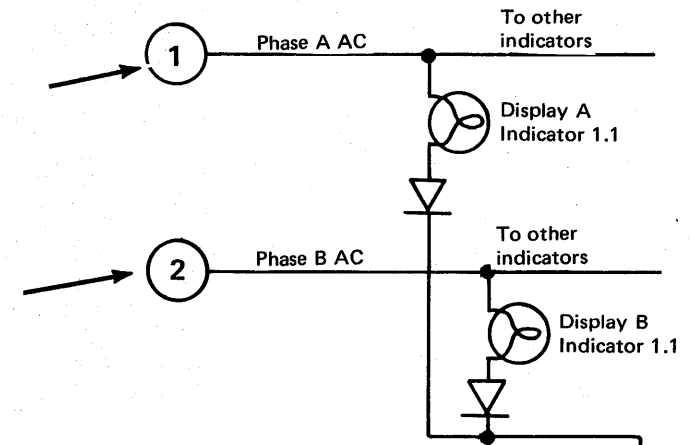 To other
indicators
1
Phase A AC
Display A
Indicator 1.1
To other
indicators
2
Phase B AC
Display B
Indicator 1.1